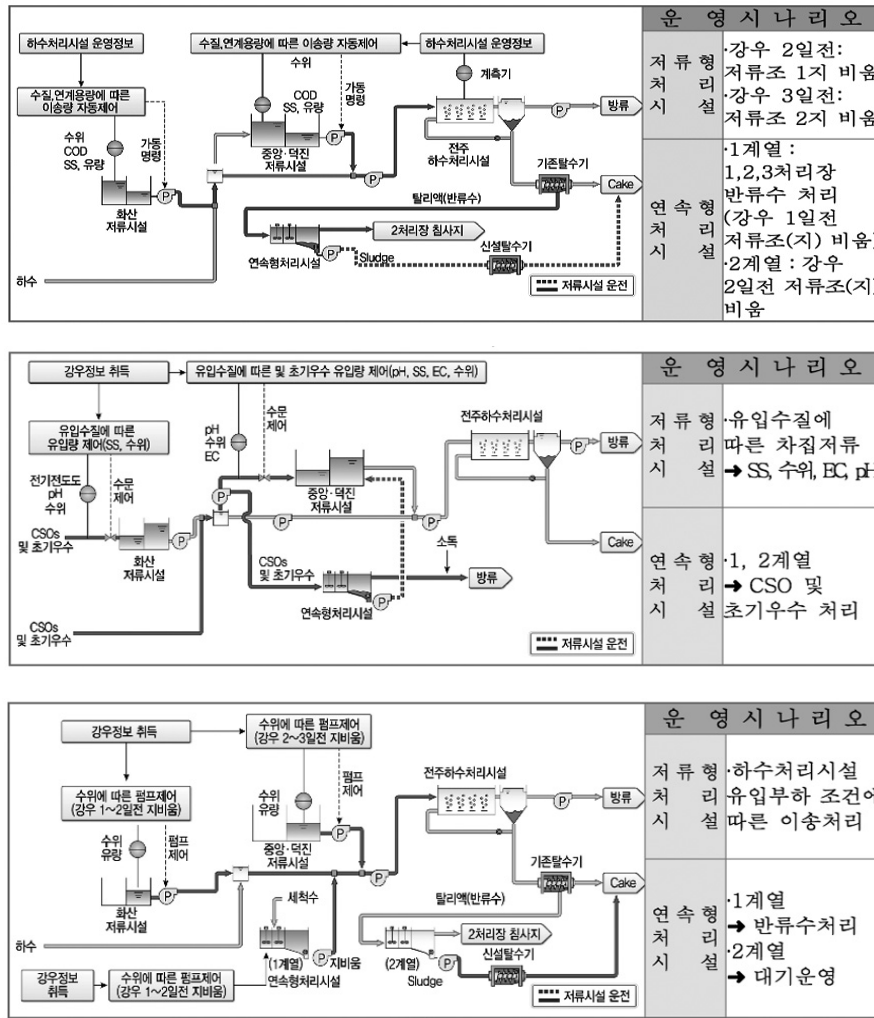 하수처리시설 운영정보
수질,연계용량에 따른 이송량 자동제어
하수처리시설 운영정보
수질,연계용량에 따른
이송량 자동제어
수위
COD
SS, 유량
가동
명령
화산
저류시설
하수
수위
COD
SS, 유량
가동
명령
중앙·덕진
저류시설
계측기
전주
하수처리시설
방류
기존탈수기
Cake
탈리액(반류수)
2처리장 침사지
연속형처리시설
Sludge
신설탈수기
저류시설 운전
P
P
P
P
P
운 영 시 나 리 오
저 류 형
처 리
시 설
·강우 2일전:
저류조 1지 비움
·강우 3일전:
저류조 2지 비움
연 속 형
처 리
시 설
·1계열 :
1,2,3처리장
반류수 처리
(강우 1일전
저류조(지) 비움)
·2계열 : 강우
2일전 저류조(지)
비움
강우정보 취득
유입수질에 따른 및 초기우수 유입량 제어(pH, SS, EC, 수위)
유입수질에 따른
유입량 제어(SS, 수위)
전기전도도
pH
수위
수문
제어
CSOs
및 초기우수
화산
저류시설
CSOs
및 초기우수
pH
수위
EC
수문
제어
중앙·덕진
저류시설
전주하수처리시설
방류
Cake
CSOs
및 초기우수
소독
방류
연속형처리시설
저류시설 운전
P
P
P
P
P
P
운 영 시 나 리 오
저 류 형
처 리
시 설
·유입수질에
따른 차집저류
➜ SS, 수위, EC, pH
연 속 형
처 리
시 설
·1, 2계열
➜ CSO 및
초기우수 처리
강우정보 취득
수위에 따른 펌프제어
(강우 2~3일전 지비움)
수위에 따른 펌프제어
(강우 1~2일전 지비움)
수위
유량
펌프
제어
화산
저류시설
하수
수위
유량
펌프
제어
중앙·덕진
저류시설
전주하수처리시설
방류
기존탈수기
Cake
탈리액(반류수)
2처리장 침사지
세척수
(1계열)
지비움
연속형처리시설
(2계열)
Sludge
신설탈수기
강우정보
취득
수위에 따른 펌프제어
(강우 1~2일전 지비움)
저류시설 운전
P
P
P
P
P
P
운 영 시 나 리 오
저 류 형
처 리
시 설
·하수처리시설
유입부하 조건에
따른 이송처리
연 속 형
처 리
시 설
·1계열
➜ 반류수처리
·2계열
➜ 대기운영